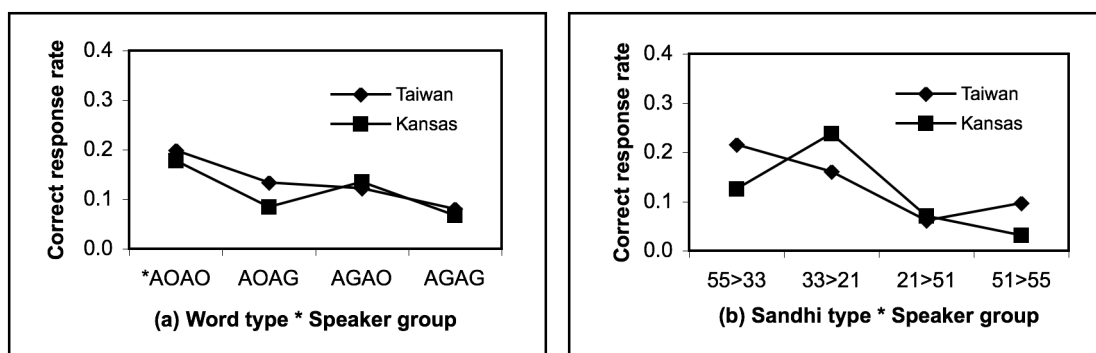 Correct response rate
0.4
0.3
0.2
0.1
0.0
Taiwan
Kansas
*AOAO AOAG AGAO AGAG
(a) Word type * Speaker group
Correct response rate
0.4
0.3
0.2
0.1
0.0
Taiwan
Kansas
55>33 33>21 21>51 51>55
(b) Sandhi type * Speaker group